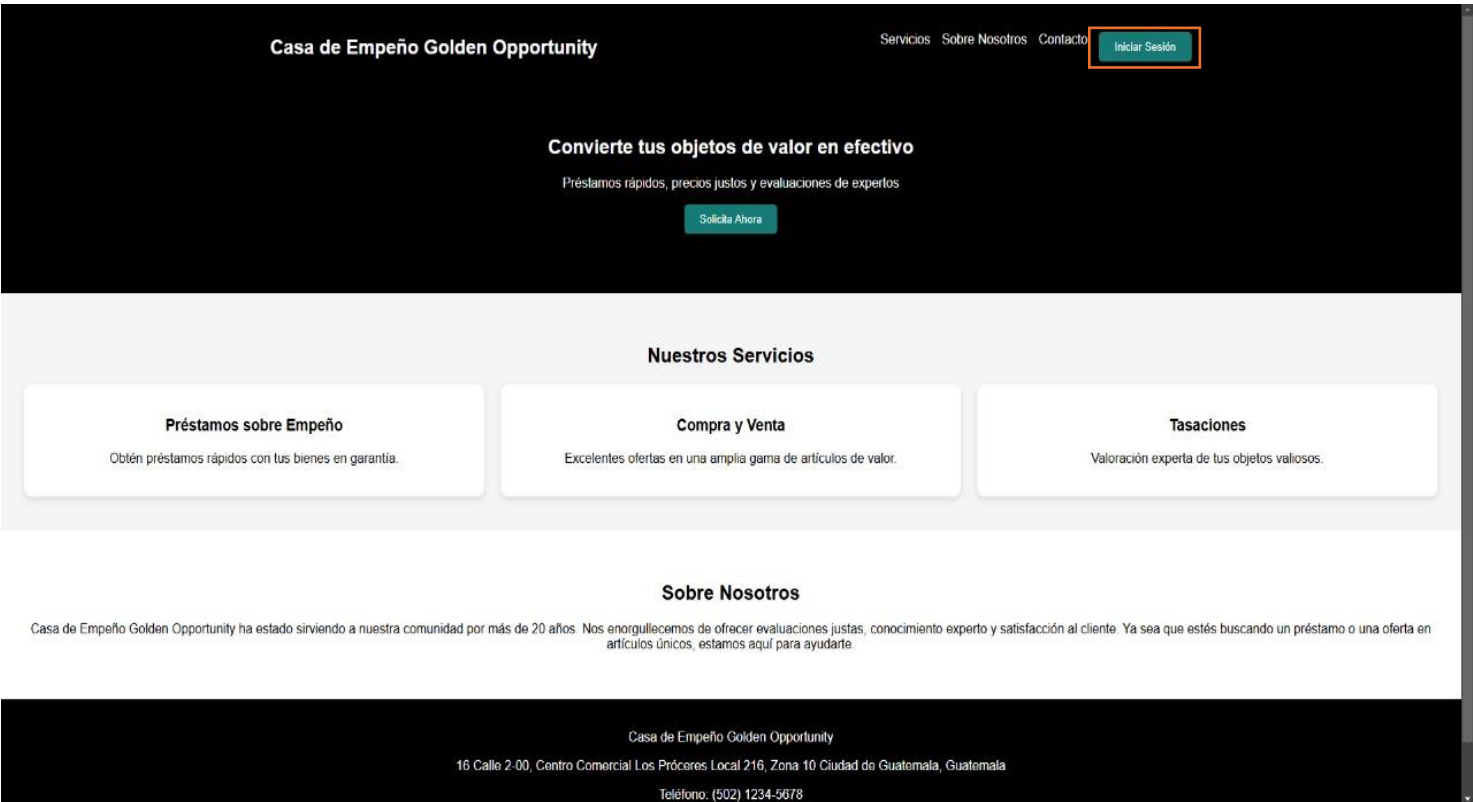 Casa de Empeño Golden Opportunity
Servicios Sobre Nosotros Contacto Iniciar Sesión
Convierte tus objetos de valor en efectivo
Préstamos rápidos, precios justos y evaluaciones de expertos
Solicita Ahora
Nuestros Servicios
Préstamos sobre Empeño
Obtén préstamos rápidos con tus bienes en garantía.
Compra y Venta
Excelentes ofertas en una amplia gama de artículos de valor.
Tasaciones
Valoración experta de tus objetos valiosos.
Sobre Nosotros
Casa de Empeño Golden Opportunity ha estado sirviendo a nuestra comunidad por más de 20 años. Nos enorgullecemos de ofrecer evaluaciones justas, conocimiento experto y satisfacción al cliente. Ya sea que estés buscando un préstamo o una oferta en
artículos únicos, estamos aquí para ayudarte
Casa de Empeño Golden Opportunity
16 Calle 2-00, Centro Comercial Los Próceres Local 216, Zona 10 Ciudad de Guatemala, Guatemala
Teléfono: (502) 1234-5678